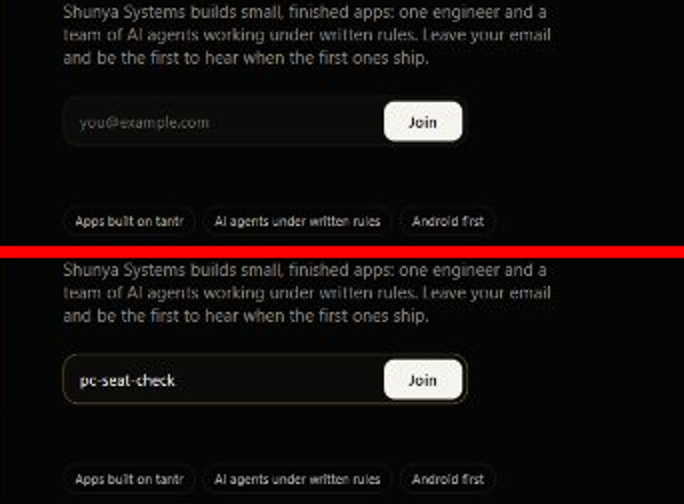 Shunya Systems builds small, finished apps: one engineer and a
team of AI agents working under written rules. Leave your email
and be the first to hear when the first ones ship.
you@example.com
Join
Apps built on tantr
AI agents under written rules
Android first
Shunya Systems builds small, finished apps: one engineer and a
team of AI agents working under written rules. Leave your email
and be the first to hear when the first ones ship.
pc-seat-check
Join
Apps built on tantr
AI agents under written rules
Android first